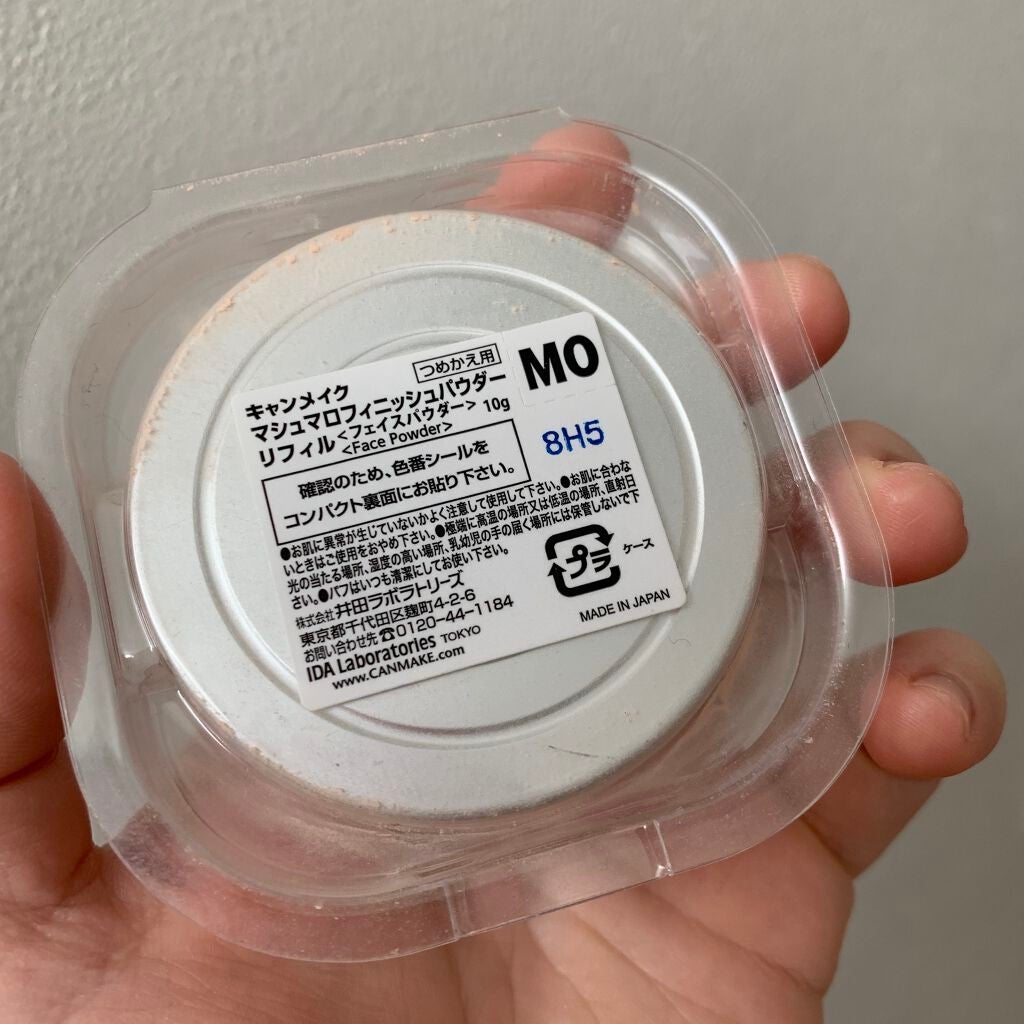 つめかえ用
MO
キャンメイク
マシュマロフィニッシュパウダー
リフィル <フェイスパウダー> 10g
<Face Powder>
8H5
確認のため、色番シールを
コンパクト裏面にお貼り下さい。
●お肌に異常が生じていないかよく注意して使用して下さい。●お肌に合わな
いときはご使用をおやめ下さい。●極端に高温の場所又は低温の場所、直射日
光の当たる場所、湿度の高い場所、乳幼児の手の届く場所には保管しないで下
さい。●パフはいつも清潔にしてお使い下さい。
プラ ケース
株式会社 井田ラボラトリーズ
東京都千代田区麹町4-2-6
お問い合わせ先 ☎0120-44-1184
IDA Laboratories TOKYO
www.CANMAKE.com
MADE IN JAPAN